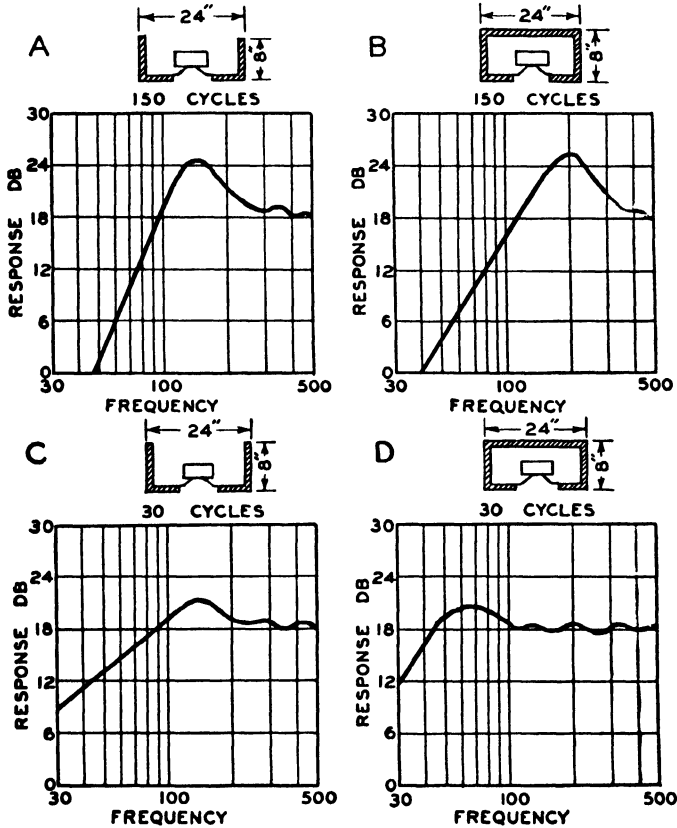 A
24"
8"
150 CYCLES
30
24
18
12
6
0
RESPONSE DB
30
100
500
FREQUENCY
B
24"
8"
150 CYCLES
30
24
18
12
6
0
RESPONSE DB
30
100
500
FREQUENCY
C
24"
8"
30 CYCLES
30
24
18
12
6
0
RESPONSE DB
30
100
500
FREQUENCY
D
24"
8"
30 CYCLES
30
24
18
12
6
0
RESPONSE DB
30
100
500
FREQUENCY